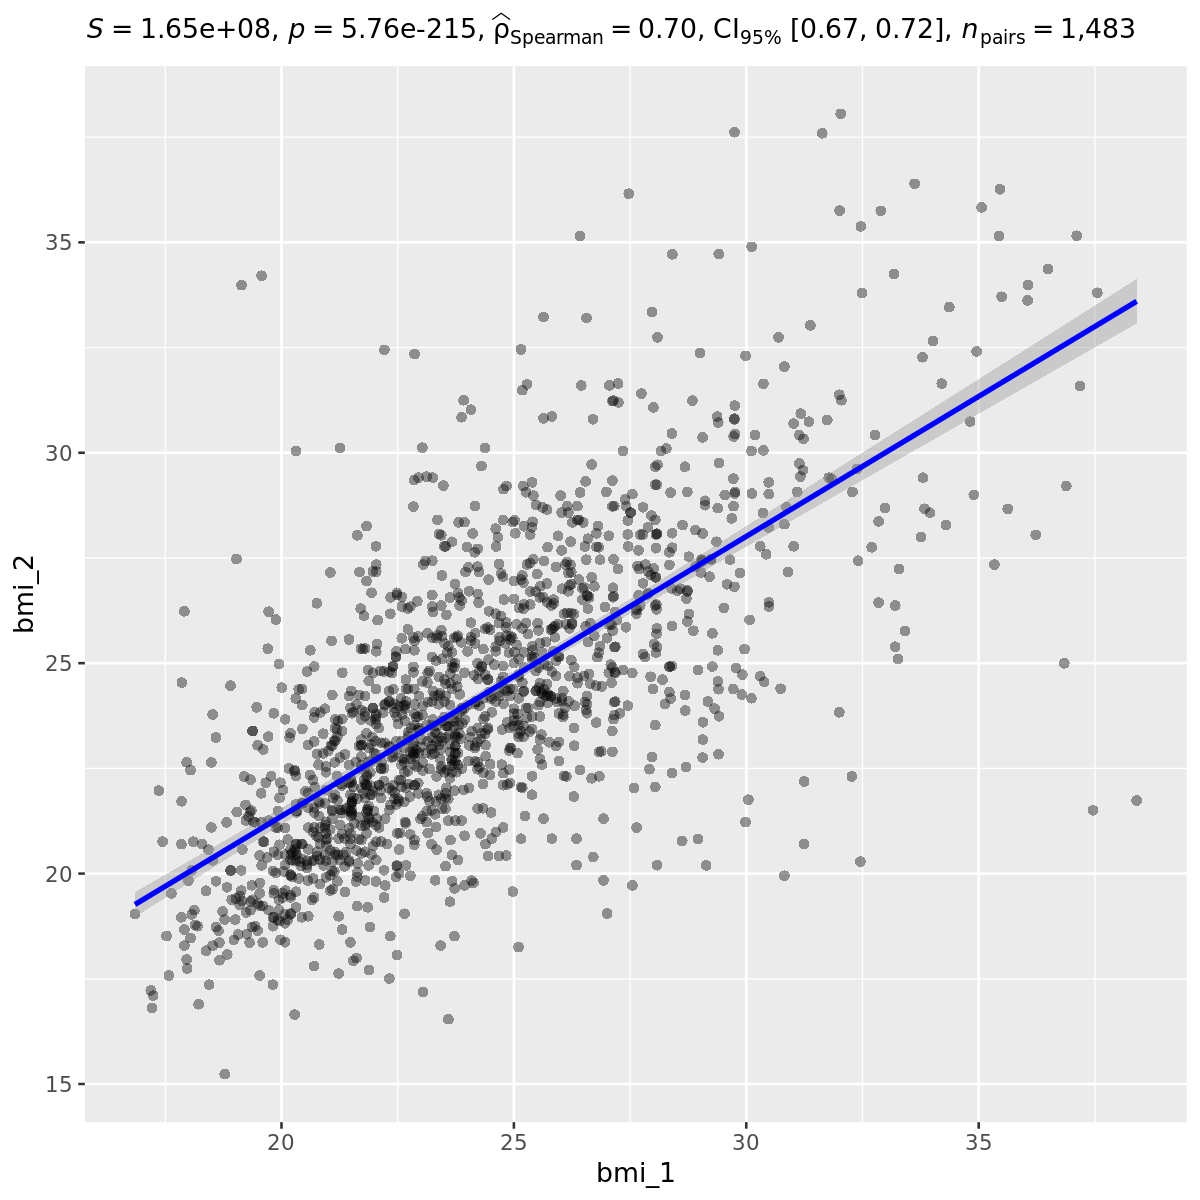 S = 1.65e+08, p = 5.76e-215, ρ̂Spearman = 0.70, CI95% [0.67, 0.72], npairs = 1,483
35
30
25
20
15
bmi_2
20 25 30 35
bmi_1